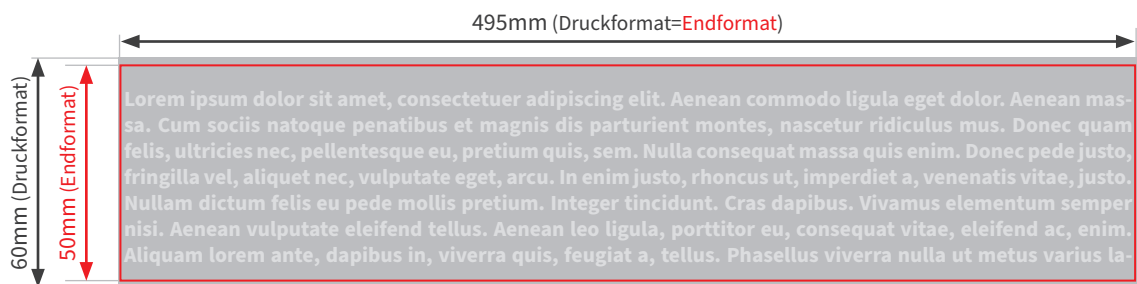 495mm (Druckformat=Endformat)
60mm (Druckformat)
50mm (Endformat)
Lorem ipsum dolor sit amet, consectetuer adipiscing elit. Aenean commodo ligula eget dolor. Aenean mas-
sa. Cum sociis natoque penatibus et magnis dis parturient montes, nascetur ridiculus mus. Donec quam
felis, ultricies nec, pellentesque eu, pretium quis, sem. Nulla consequat massa quis enim. Donec pede justo,
fringilla vel, aliquet nec, vulputate eget, arcu. In enim justo, rhoncus ut, imperdiet a, venenatis vitae, justo.
Nullam dictum felis eu pede mollis pretium. Integer tincidunt. Cras dapibus. Vivamus elementum semper
nisi. Aenean vulputate eleifend tellus. Aenean leo ligula, porttitor eu, consequat vitae, eleifend ac, enim.
Aliquam lorem ante, dapibus in, viverra quis, feugiat a, tellus. Phasellus viverra nulla ut metus varius la-